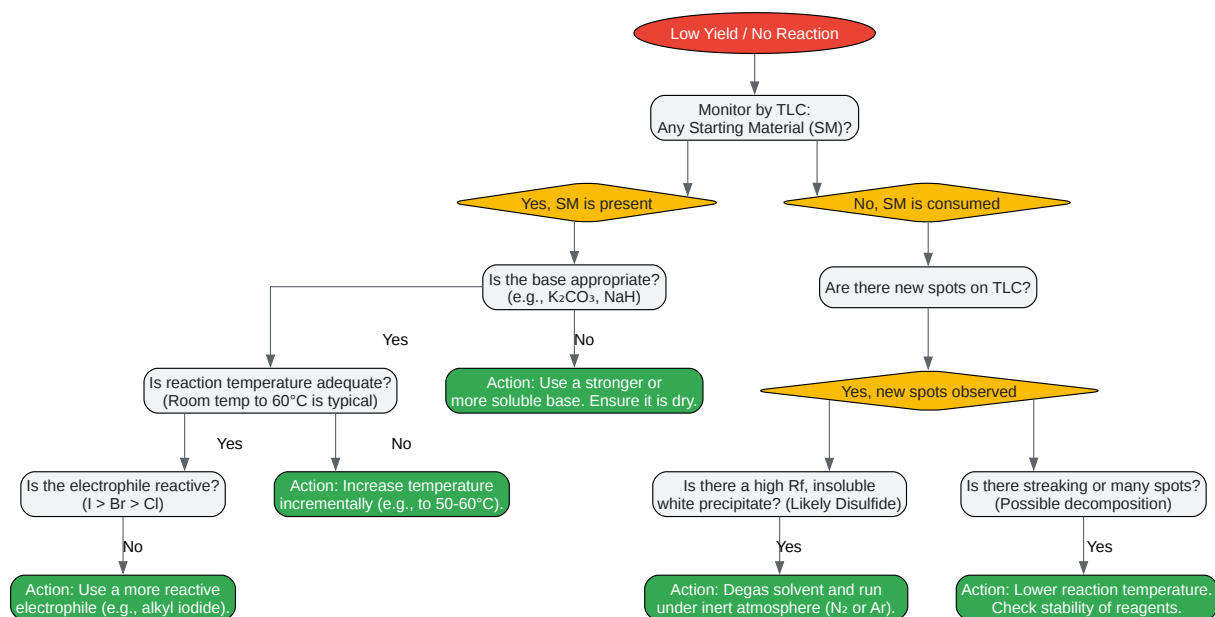 Low Yield / No Reaction
Monitor by TLC:
Any Starting Material (SM)?
Yes, SM is present
No, SM is consumed
Is the base appropriate?
(e.g., K₂CO₃, NaH)
Are there new spots on TLC?
Yes
No
Is reaction temperature adequate?
(Room temp to 60°C is typical)
Action: Use a stronger or
more soluble base. Ensure it is dry.
Yes, new spots observed
Yes
No
Is the electrophile reactive?
(I > Br > Cl)
Action: Increase temperature
incrementally (e.g., to 50-60°C).
Is there a high Rf, insoluble
white precipitate? (Likely Disulfide)
Is there streaking or many spots?
(Possible decomposition)
No
Yes
Yes
Action: Use a more reactive
electrophile (e.g., alkyl iodide).
Action: Degas solvent and run
under inert atmosphere (N₂ or Ar).
Action: Lower reaction temperature.
Check stability of reagents.